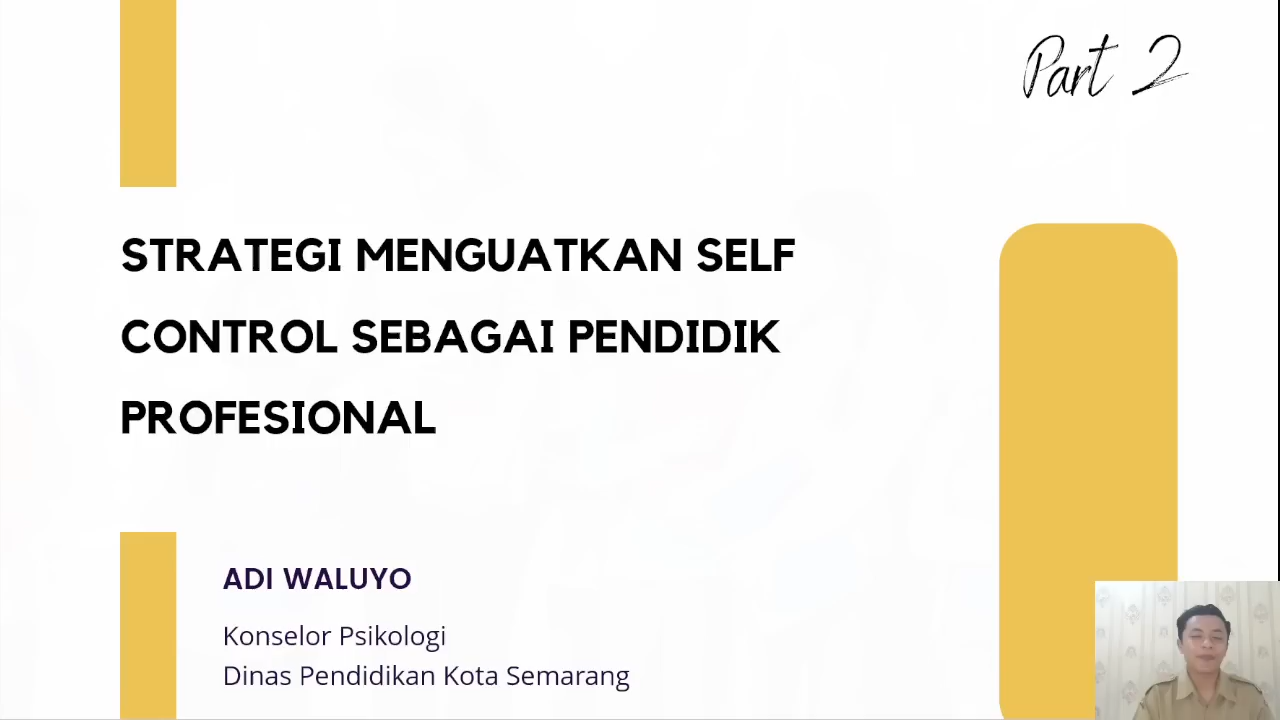 Part 2
STRATEGI MENGUATKAN SELF
CONTROL SEBAGAI PENDIDIK
PROFESIONAL
ADI WALUYO
Konselor Psikologi
Dinas Pendidikan Kota Semarang